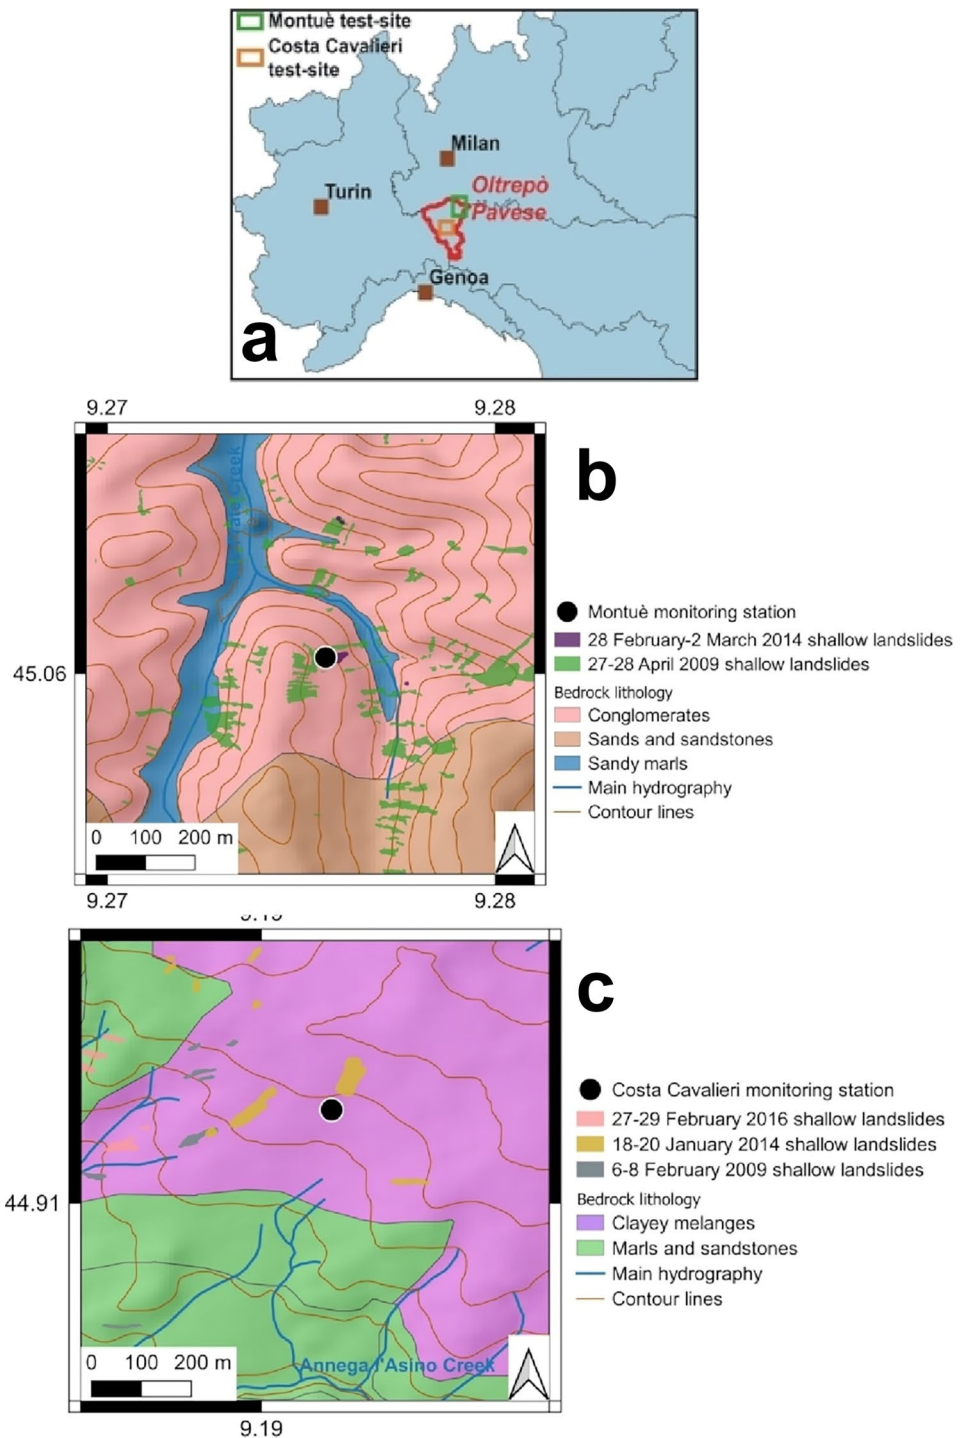 Montuè test-site
Costa Cavalieri
test-site
Milan
Turin
Oltrepò
Pavese
Genoa
a
9.27 9.28
b
Creek
45.06
Montuè monitoring station
28 February-2 March 2014 shallow landslides
27-28 April 2009 shallow landslides
Bedrock lithology
Conglomerates
Sands and sandstones
Sandy marls
Main hydrography
Contour lines
0 100 200 m
9.27 9.28
c
44.91
Costa Cavalieri monitoring station
27-29 February 2016 shallow landslides
18-20 January 2014 shallow landslides
6-8 February 2009 shallow landslides
Bedrock lithology
Clayey melanges
Marls and sandstones
Main hydrography
Contour lines
0 100 200 m
Annega l'Asino Creek
9.19